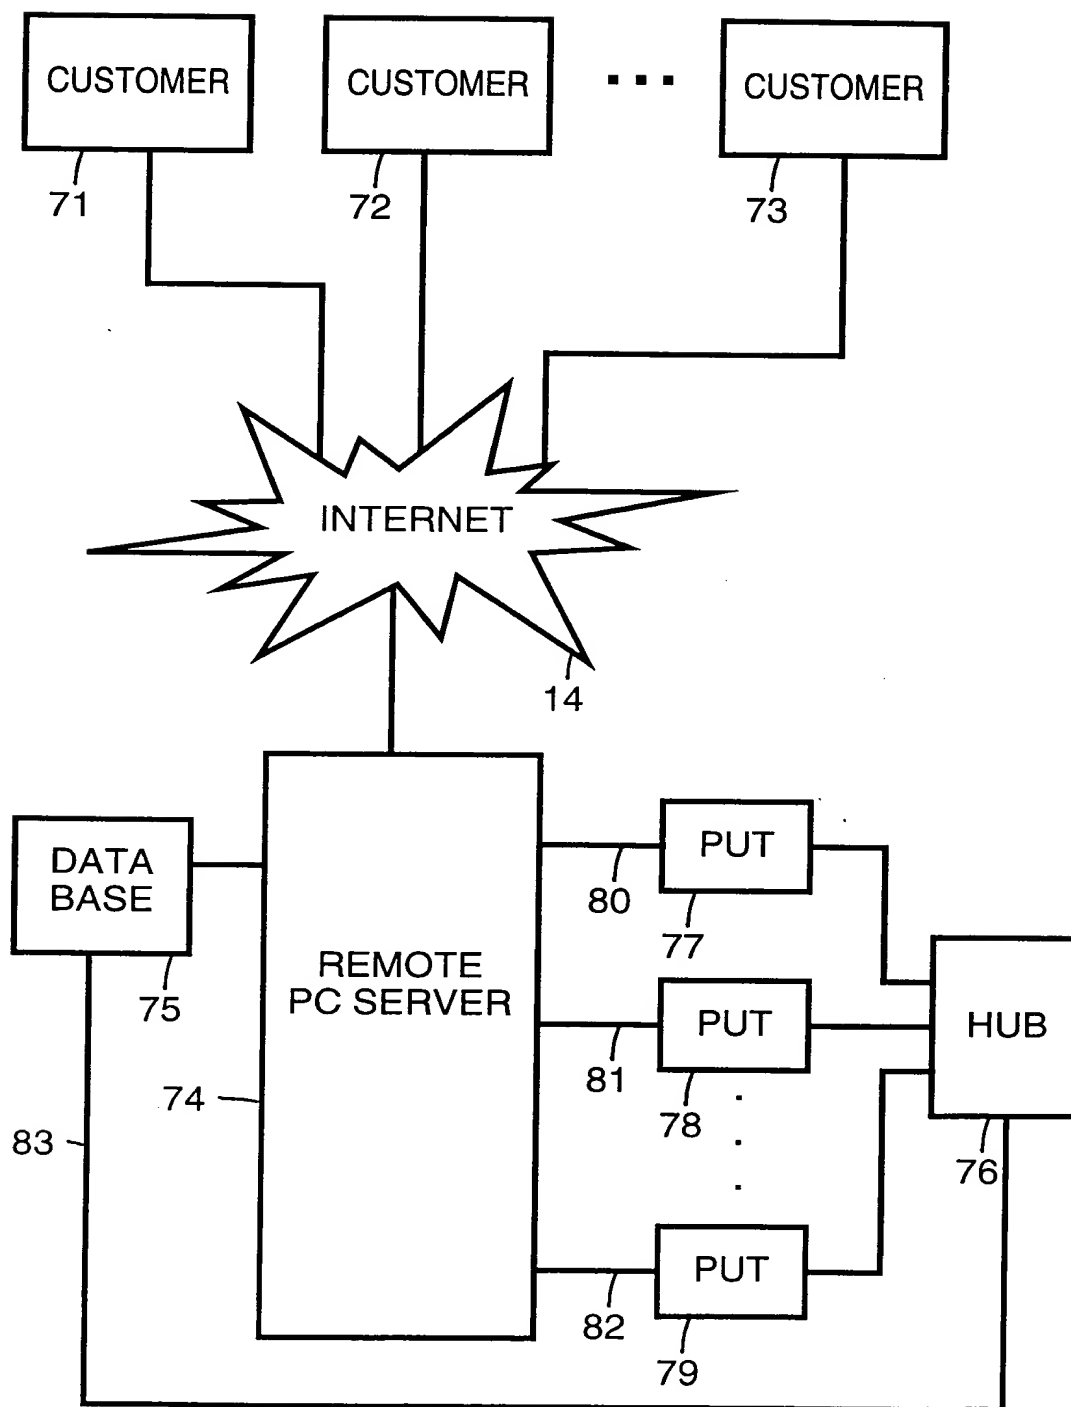 CUSTOMER
CUSTOMER
...
CUSTOMER
71
72
73
INTERNET
14
DATA
BASE
75
REMOTE
PC SERVER
74
83
80
PUT
77
81
PUT
78
82
PUT
79
HUB
76